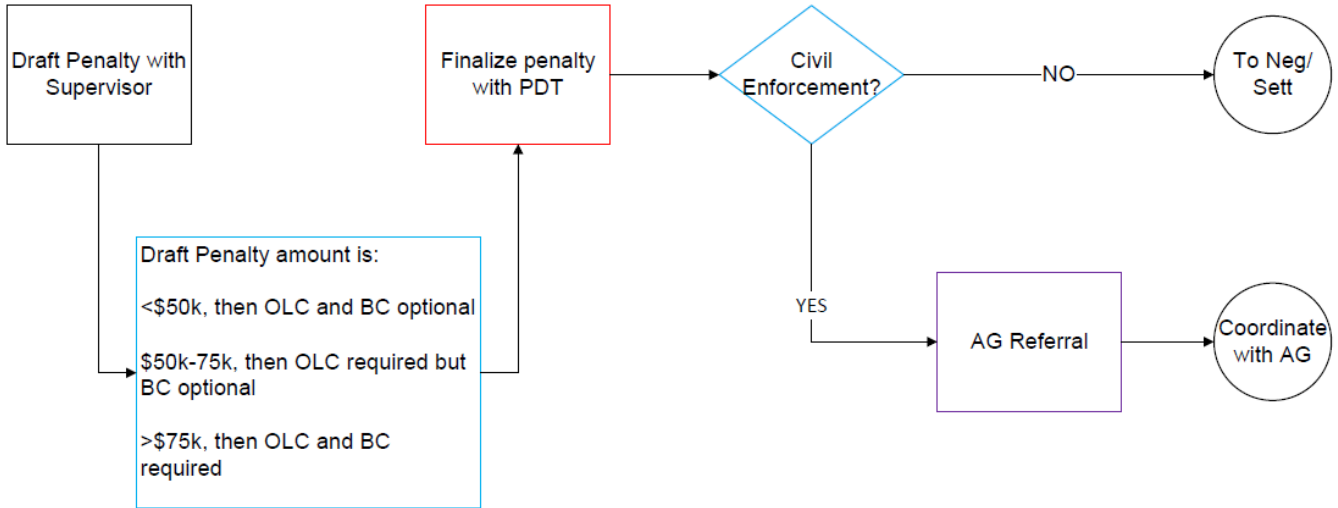 Draft Penalty with
Supervisor
Finalize penalty
with PDT
Civil
Enforcement?
NO
To Neg/
Sett
Draft Penalty amount is:
<$50k, then OLC and BC optional
$50k-75k, then OLC required but
BC optional
>$75k, then OLC and BC
required
YES
AG Referral
Coordinate
with AG